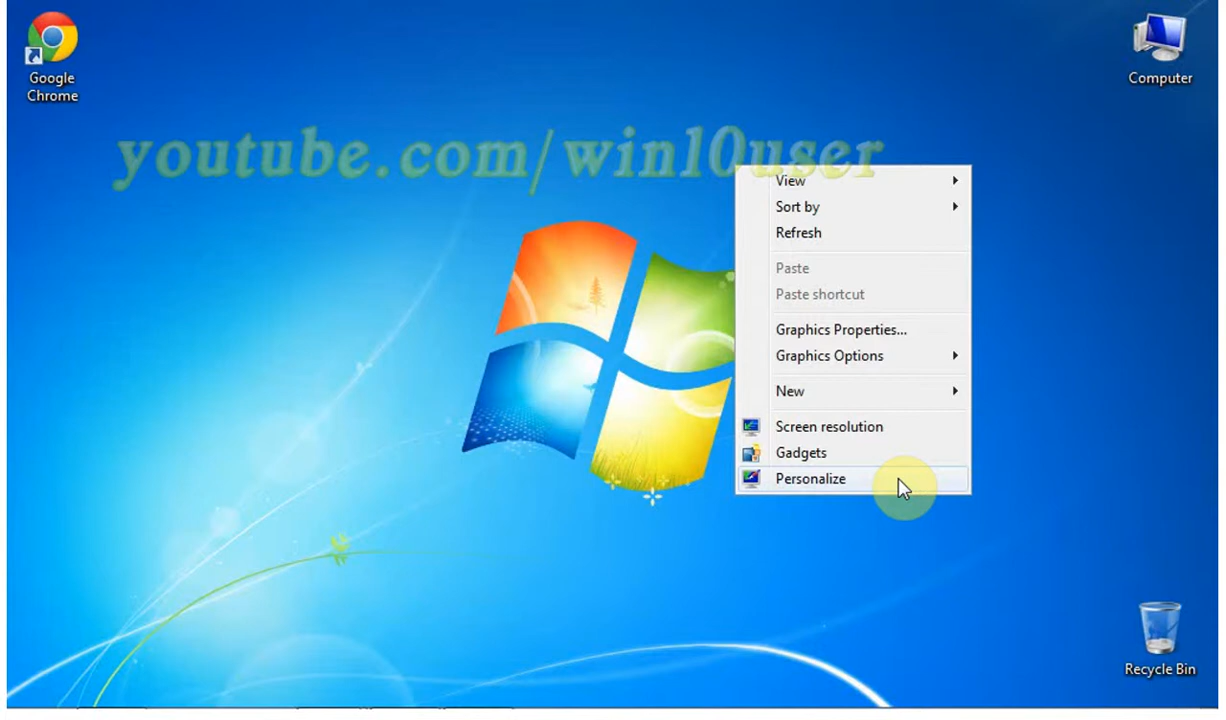 Google
Chrome
Computer
youtube.com/win10user
View
Sort by
Refresh
Paste
Paste shortcut
Graphics Properties...
Graphics Options
New
Screen resolution
Gadgets
Personalize
Recycle Bin